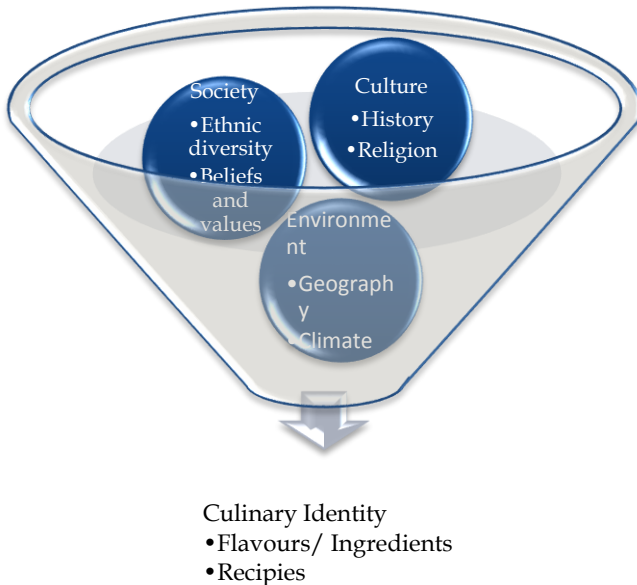 Society
•Ethnic
diversity
•Beliefs
and
values
Culture
•History
•Religion
Environme
nt
•Geograph
y
•Climate
Culinary Identity
•Flavours/ Ingredients
•Recipies